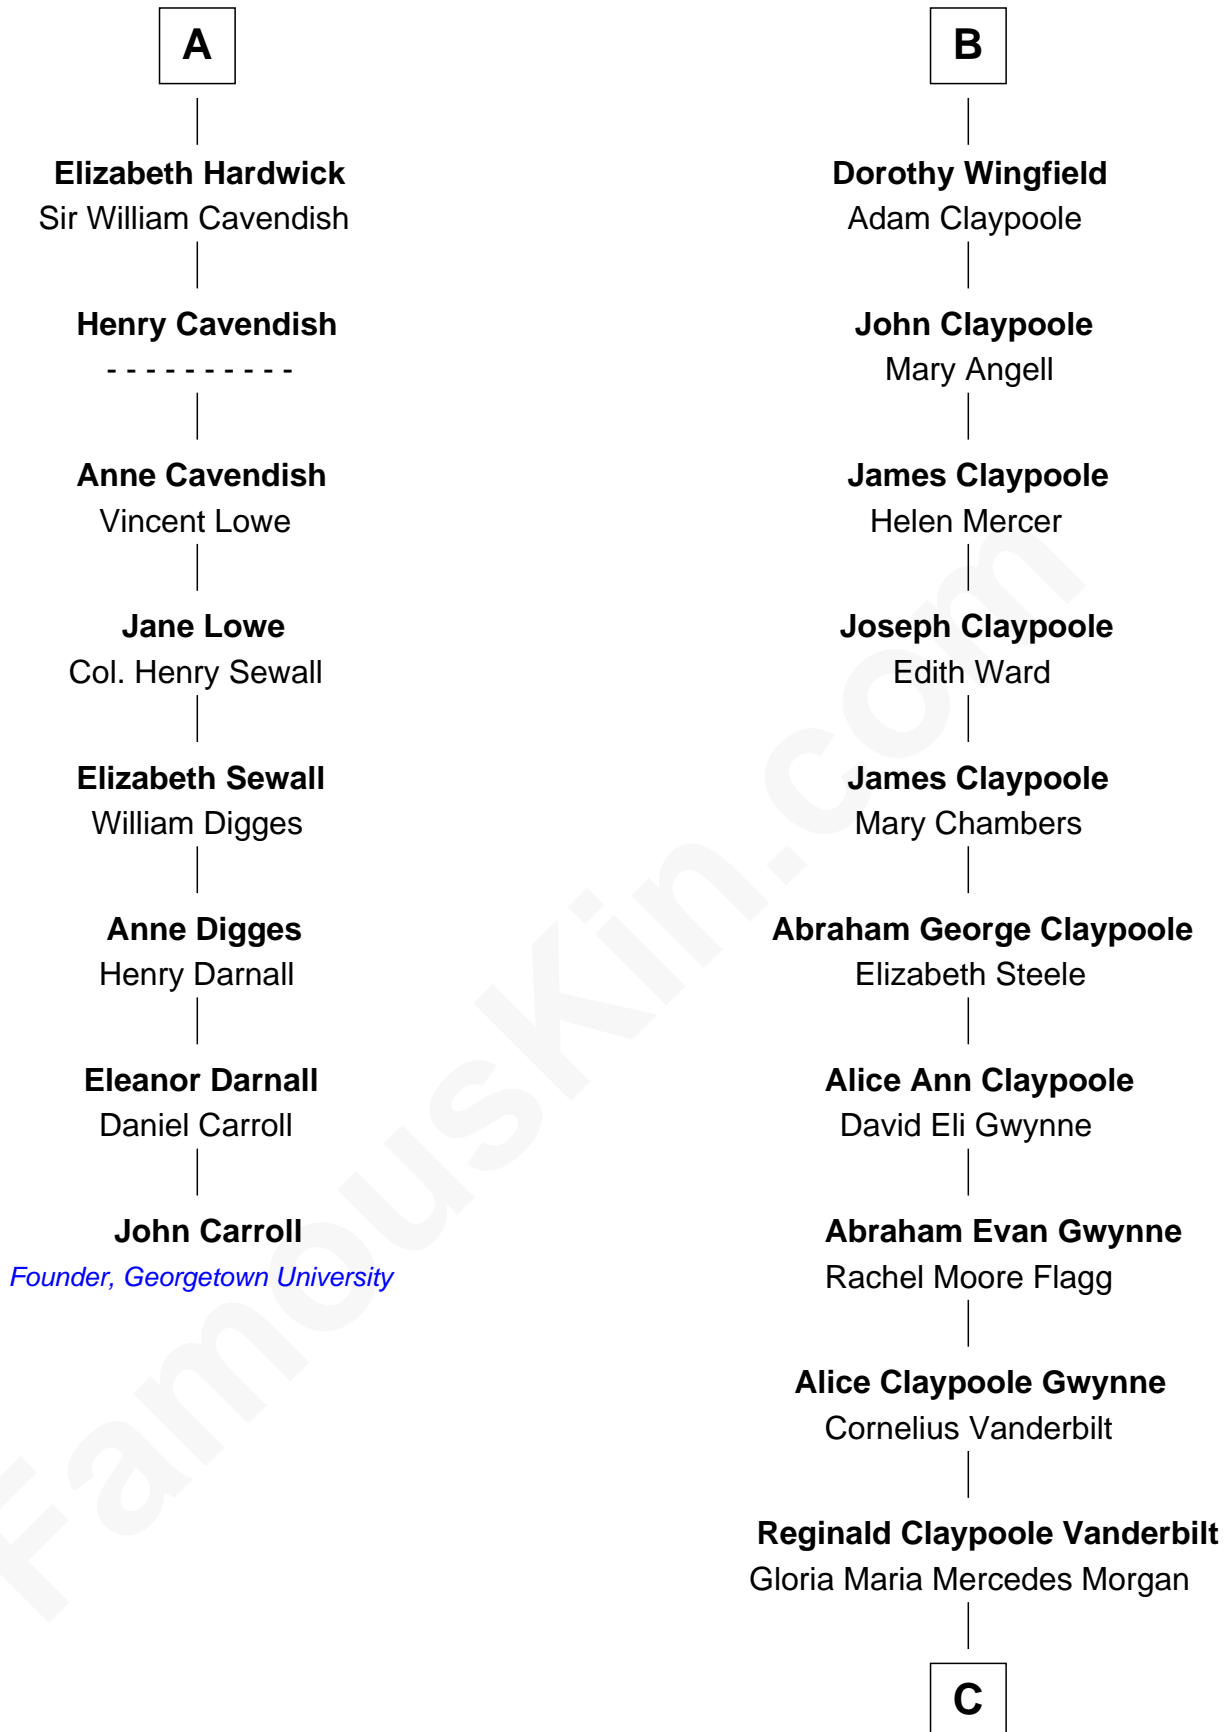 A
Elizabeth Hardwick
Sir William Cavendish
Henry Cavendish
- - - - - - - - - -
Anne Cavendish
Vincent Lowe
Jane Lowe
Col. Henry Sewall
Elizabeth Sewall
William Digges
Anne Digges
Henry Darnall
Eleanor Darnall
Daniel Carroll
John Carroll
Founder, Georgetown University
B
Dorothy Wingfield
Adam Claypoole
John Claypoole
Mary Angell
James Claypoole
Helen Mercer
Joseph Claypoole
Edith Ward
James Claypoole
Mary Chambers
Abraham George Claypoole
Elizabeth Steele
Alice Ann Claypoole
David Eli Gwynne
Abraham Evan Gwynne
Rachel Moore Flagg
Alice Claypoole Gwynne
Cornelius Vanderbilt
Reginald Claypoole Vanderbilt
Gloria Maria Mercedes Morgan
C
FamousKin.com